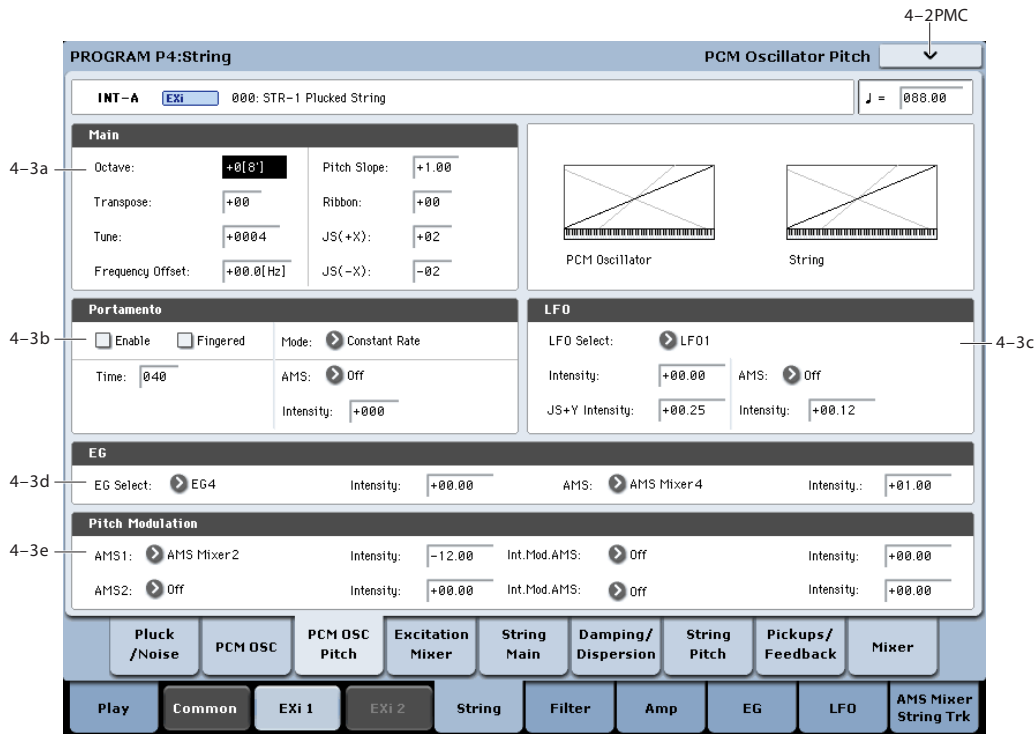 4–2PMC
PROGRAM P4:String
PCM Oscillator Pitch
INT-A EXi 000: STR-1 Plucked String
♩ = 088.00
Main
4–3a
Octave: +0[8'] Pitch Slope: +1.00
Transpose: +00 Ribbon: +00
Tune: +0004 JS(+X): +02
Frequency Offset: +00.0[Hz] JS(-X): -02
PCM Oscillator
String
Portamento
4–3b
Enable Fingered Mode: Constant Rate
Time: 040 AMS: Off
Intensity: +000
LFO
4–3c
LFO Select: LFO1
Intensity: +00.00 AMS: Off
JS+Y Intensity: +00.25 Intensity: +00.12
EG
4–3d
EG Select: EG4 Intensity: +00.00 AMS: AMS Mixer4 Intensity.: +01.00
Pitch Modulation
4–3e
AMS1: AMS Mixer2 Intensity: -12.00 Int.Mod.AMS: Off Intensity: +00.00
AMS2: Off Intensity: +00.00 Int.Mod.AMS: Off Intensity: +00.00
Pluck
/Noise
PCM OSC
PCM OSC
Pitch
Excitation
Mixer
String
Main
Damping/
Dispersion
String
Pitch
Pickups/
Feedback
Mixer
Play
Common
EXi 1
EXi 2
String
Filter
Amp
EG
LFO
AMS Mixer
String Trk